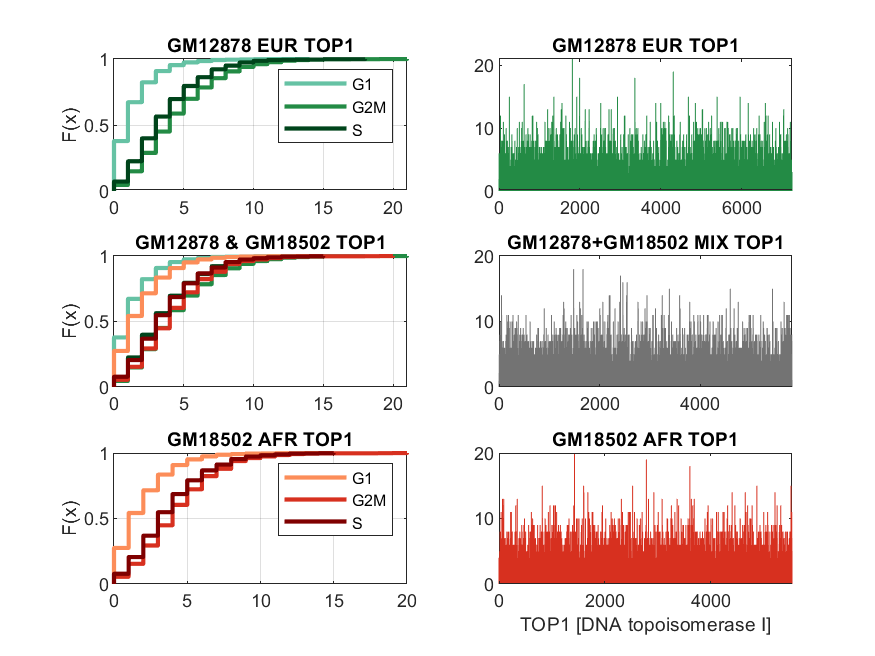 GM12878 EUR TOP1
F(x)
1
0.5
0
0 5 10 15 20
G1
G2M
S
GM12878 EUR TOP1
20
10
0
0 2000 4000 6000
GM12878 & GM18502 TOP1
F(x)
1
0.5
0
0 5 10 15 20
GM12878+GM18502 MIX TOP1
20
10
0
0 2000 4000
GM18502 AFR TOP1
F(x)
1
0.5
0
0 5 10 15 20
G1
G2M
S
GM18502 AFR TOP1
20
10
0
0 2000 4000
TOP1 [DNA topoisomerase I]